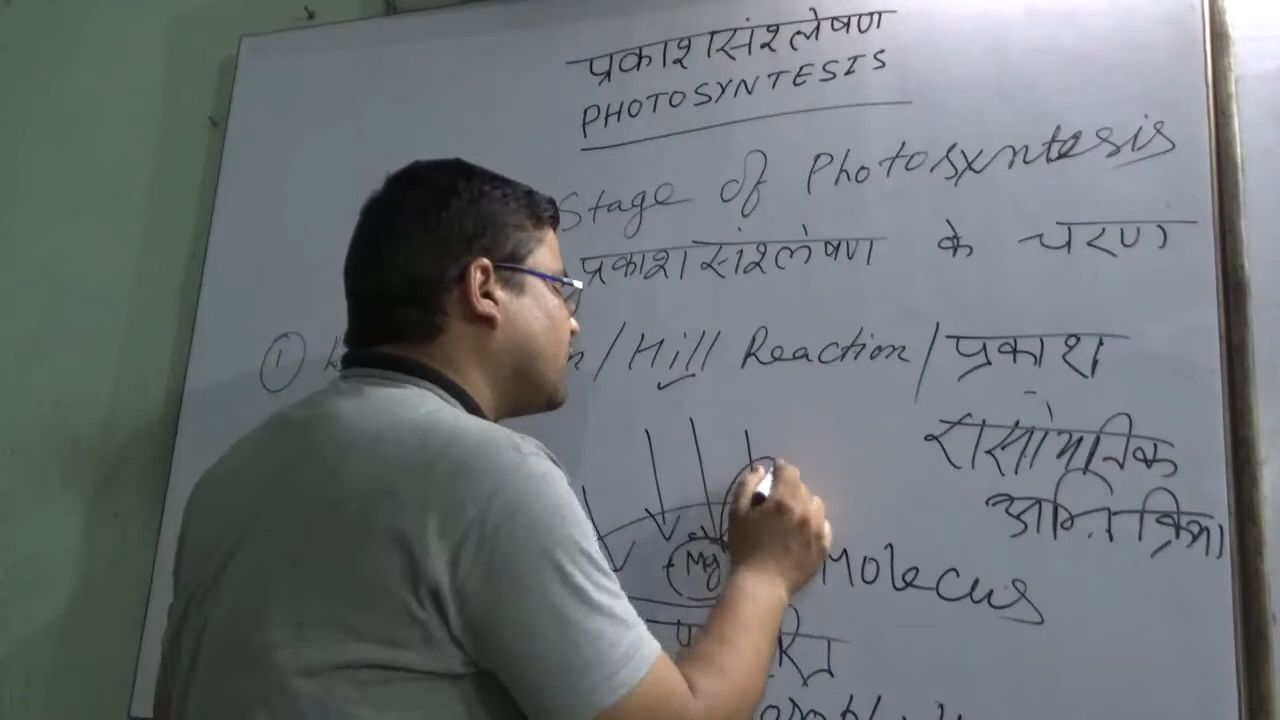 प्रकाशसंश्लेषण
PHOTOSYNTESIS
Stage of Photosyntesis
प्रकाशसंश्लेषण के चरण
① / Hill Reaction / प्रकाश
रासायनिक
अभिक्रिया
Mg Molecus